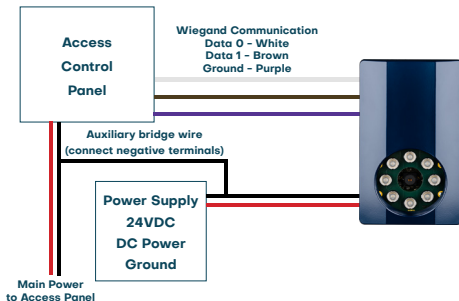 Access
Control
Panel
Wiegand Communication
Data 0 - White
Data 1 - Brown
Ground - Purple
Auxiliary bridge wire
(connect negative terminals)
Power Supply
24VDC
DC Power
Ground
Main Power
to Access Panel